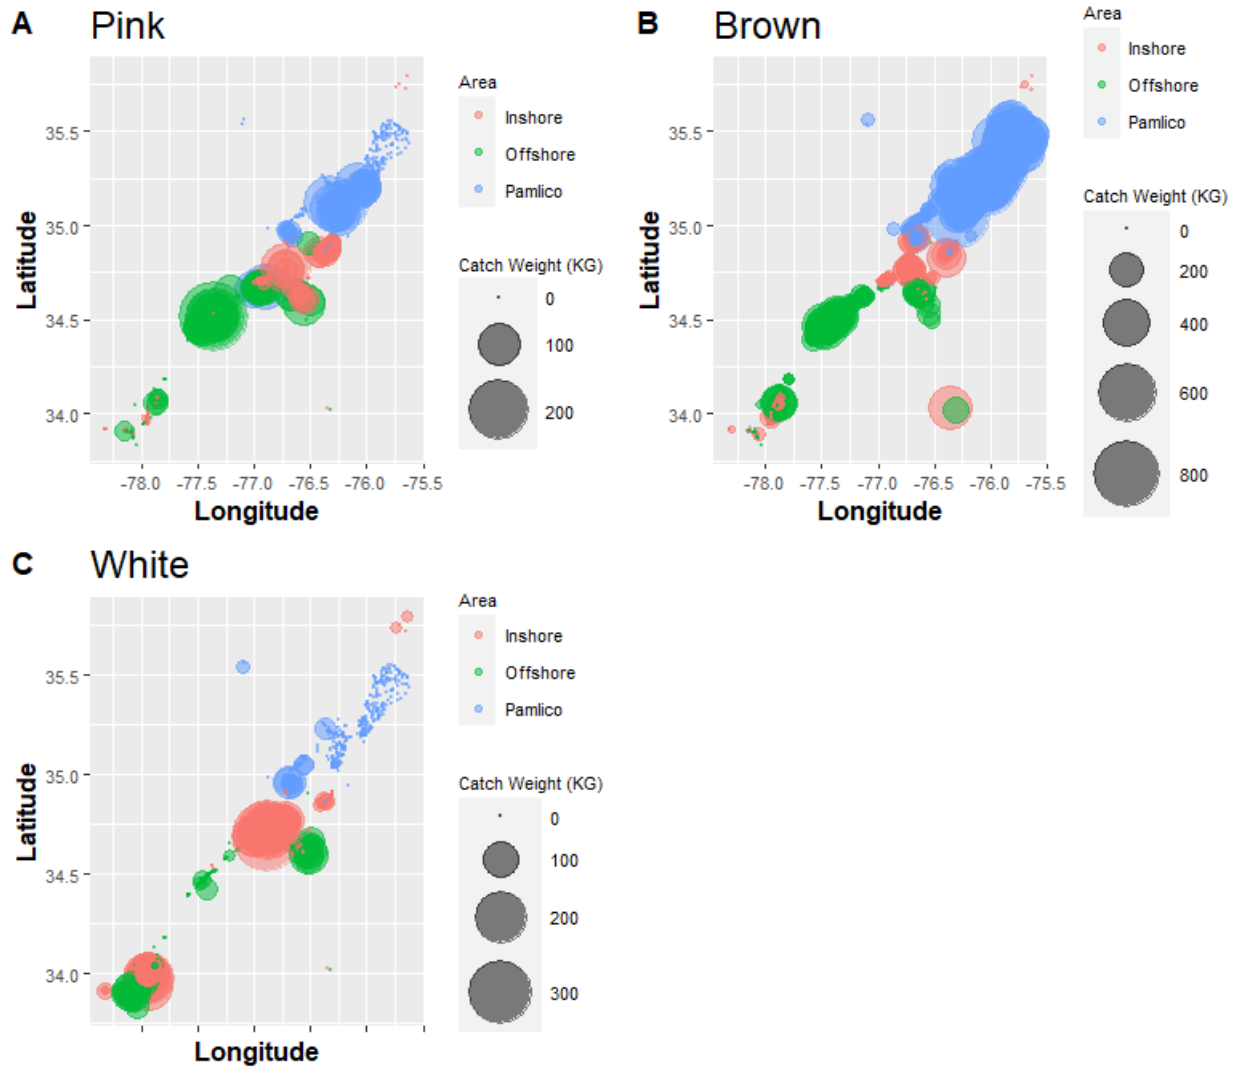 A Pink
35.5
35.0
34.5
34.0
Latitude
-78.0 -77.5 -77.0 -76.5 -76.0 -75.5
Longitude
Area
Inshore
Offshore
Pamlico
Catch Weight (KG)
0
100
200
B Brown
35.5
35.0
34.5
34.0
Latitude
-78.0 -77.5 -77.0 -76.5 -76.0 -75.5
Longitude
Area
Inshore
Offshore
Pamlico
Catch Weight (KG)
0
200
400
600
800
C White
35.5
35.0
34.5
34.0
Latitude
Longitude
Area
Inshore
Offshore
Pamlico
Catch Weight (KG)
0
100
200
300